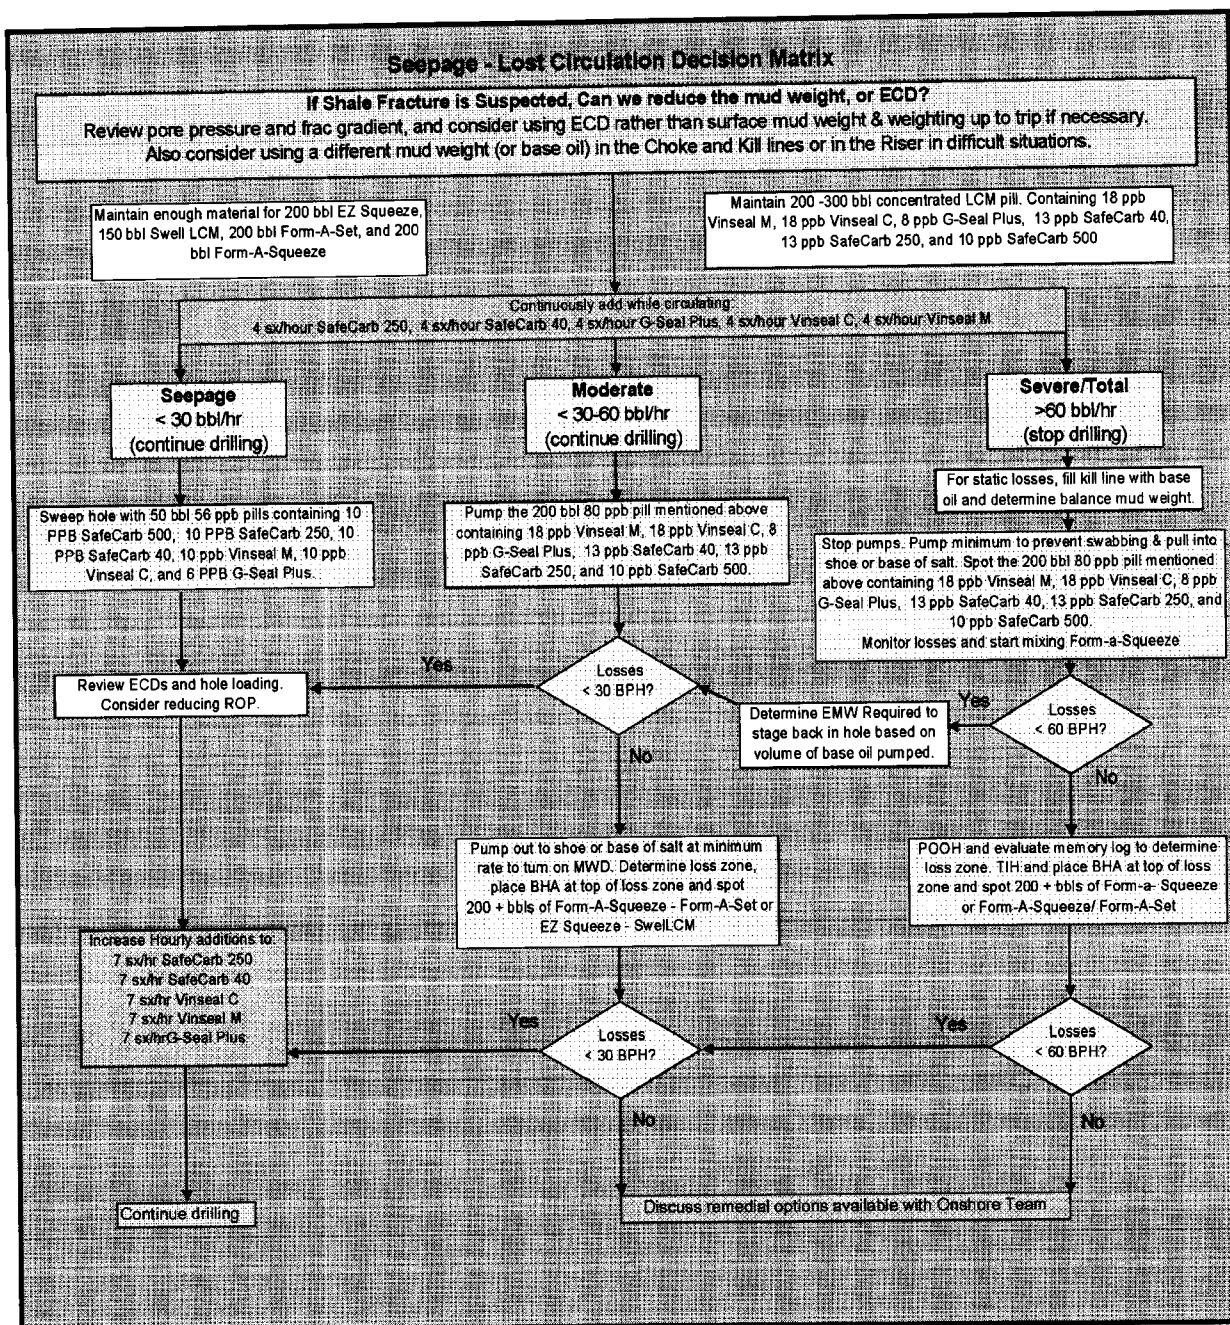 Seepage - Lost Circulation Decision Matrix
If Shale Fracture is Suspected, Can we reduce the mud weight, or ECD?
Review pore pressure and frac gradient, and consider using ECD rather than surface mud weight & weighting up to trip if necessary.
Also consider using a different mud weight (or base oil) in the Choke and Kill lines or in the Riser in difficult situations.
Maintain enough material for 200 bbl EZ Squeeze,
150 bbl Swell LCM, 200 bbl Form-A-Set, and 200
bbl Form-A-Squeeze
Maintain 200 -300 bbl concentrated LCM pill. Containing 18 ppb
Vinseal M, 18 ppb Vinseal C, 8 ppb G-Seal Plus, 13 ppb SafeCarb 40,
13 ppb SafeCarb 250, and 10 ppb SafeCarb 500
Continuously add while circulating:
4 sx/hour SafeCarb 250, 4 sx/hour SafeCarb 40, 4 sx/hour G-Seal Plus, 4 sx/hour Vinseal C, 4 sx/hour Vinseal M
Seepage
< 30 bbl/hr
(continue drilling)
Moderate
< 30-60 bbl/hr
(continue drilling)
Severe/Total
>60 bbl/hr
(stop drilling)
For static losses, fill kill line with base
oil and determine balance mud weight.
Sweep hole with 50 bbl 56 ppb pills containing 10
PPB SafeCarb 500, 10 PPB SafeCarb 250, 10
PPB SafeCarb 40, 10 ppb Vinseal M, 10 ppb
Vinseal C, and 6 PPB G-Seal Plus.
Pump the 200 bbl 80 ppb pill mentioned above
containing 18 ppb Vinseal M, 18 ppb Vinseal C, 8
ppb G-Seal Plus, 13 ppb SafeCarb 40, 13 ppb
SafeCarb 250, and 10 ppb SafeCarb 500.
Stop pumps. Pump minimum to prevent swabbing & pull into
shoe or base of salt. Spot the 200 bbl 80 ppb pill mentioned
above containing 18 ppb Vinseal M, 18 ppb Vinseal C, 8 ppb
G-Seal Plus, 13 ppb SafeCarb 40, 13 ppb SafeCarb 250, and
10 ppb SafeCarb 500.
Monitor losses and start mixing Form-a-Squeeze
Review ECDs and hole loading.
Consider reducing ROP.
Yes
Losses
< 30 BPH?
Determine EMW Required to
stage back in hole based on
volume of base oil pumped.
Yes
Losses
< 60 BPH?
No
No
Pump out to shoe or base of salt at minimum
rate to turn on MWD. Determine loss zone,
place BHA at top of loss zone and spot
200 + bbls of Form-A-Squeeze - Form-A-Set or
EZ Squeeze - SwelLCM
POOH and evaluate memory log to determine
loss zone. TIH and place BHA at top of loss
zone and spot 200 + bbls of Form-a- Squeeze
or Form-A-Squeeze/ Form-A-Set
Increase Hourly additions to:
7 sx/hr SafeCarb 250
7 sx/hr SafeCarb 40
7 sx/hr Vinseal C
7 sx/hr Vinseal M
7 sx/hrG-Seal Plus
Yes
Losses
< 30 BPH?
Yes
Losses
< 60 BPH?
No
No
Continue drilling
Discuss remedial options available with Onshore Team